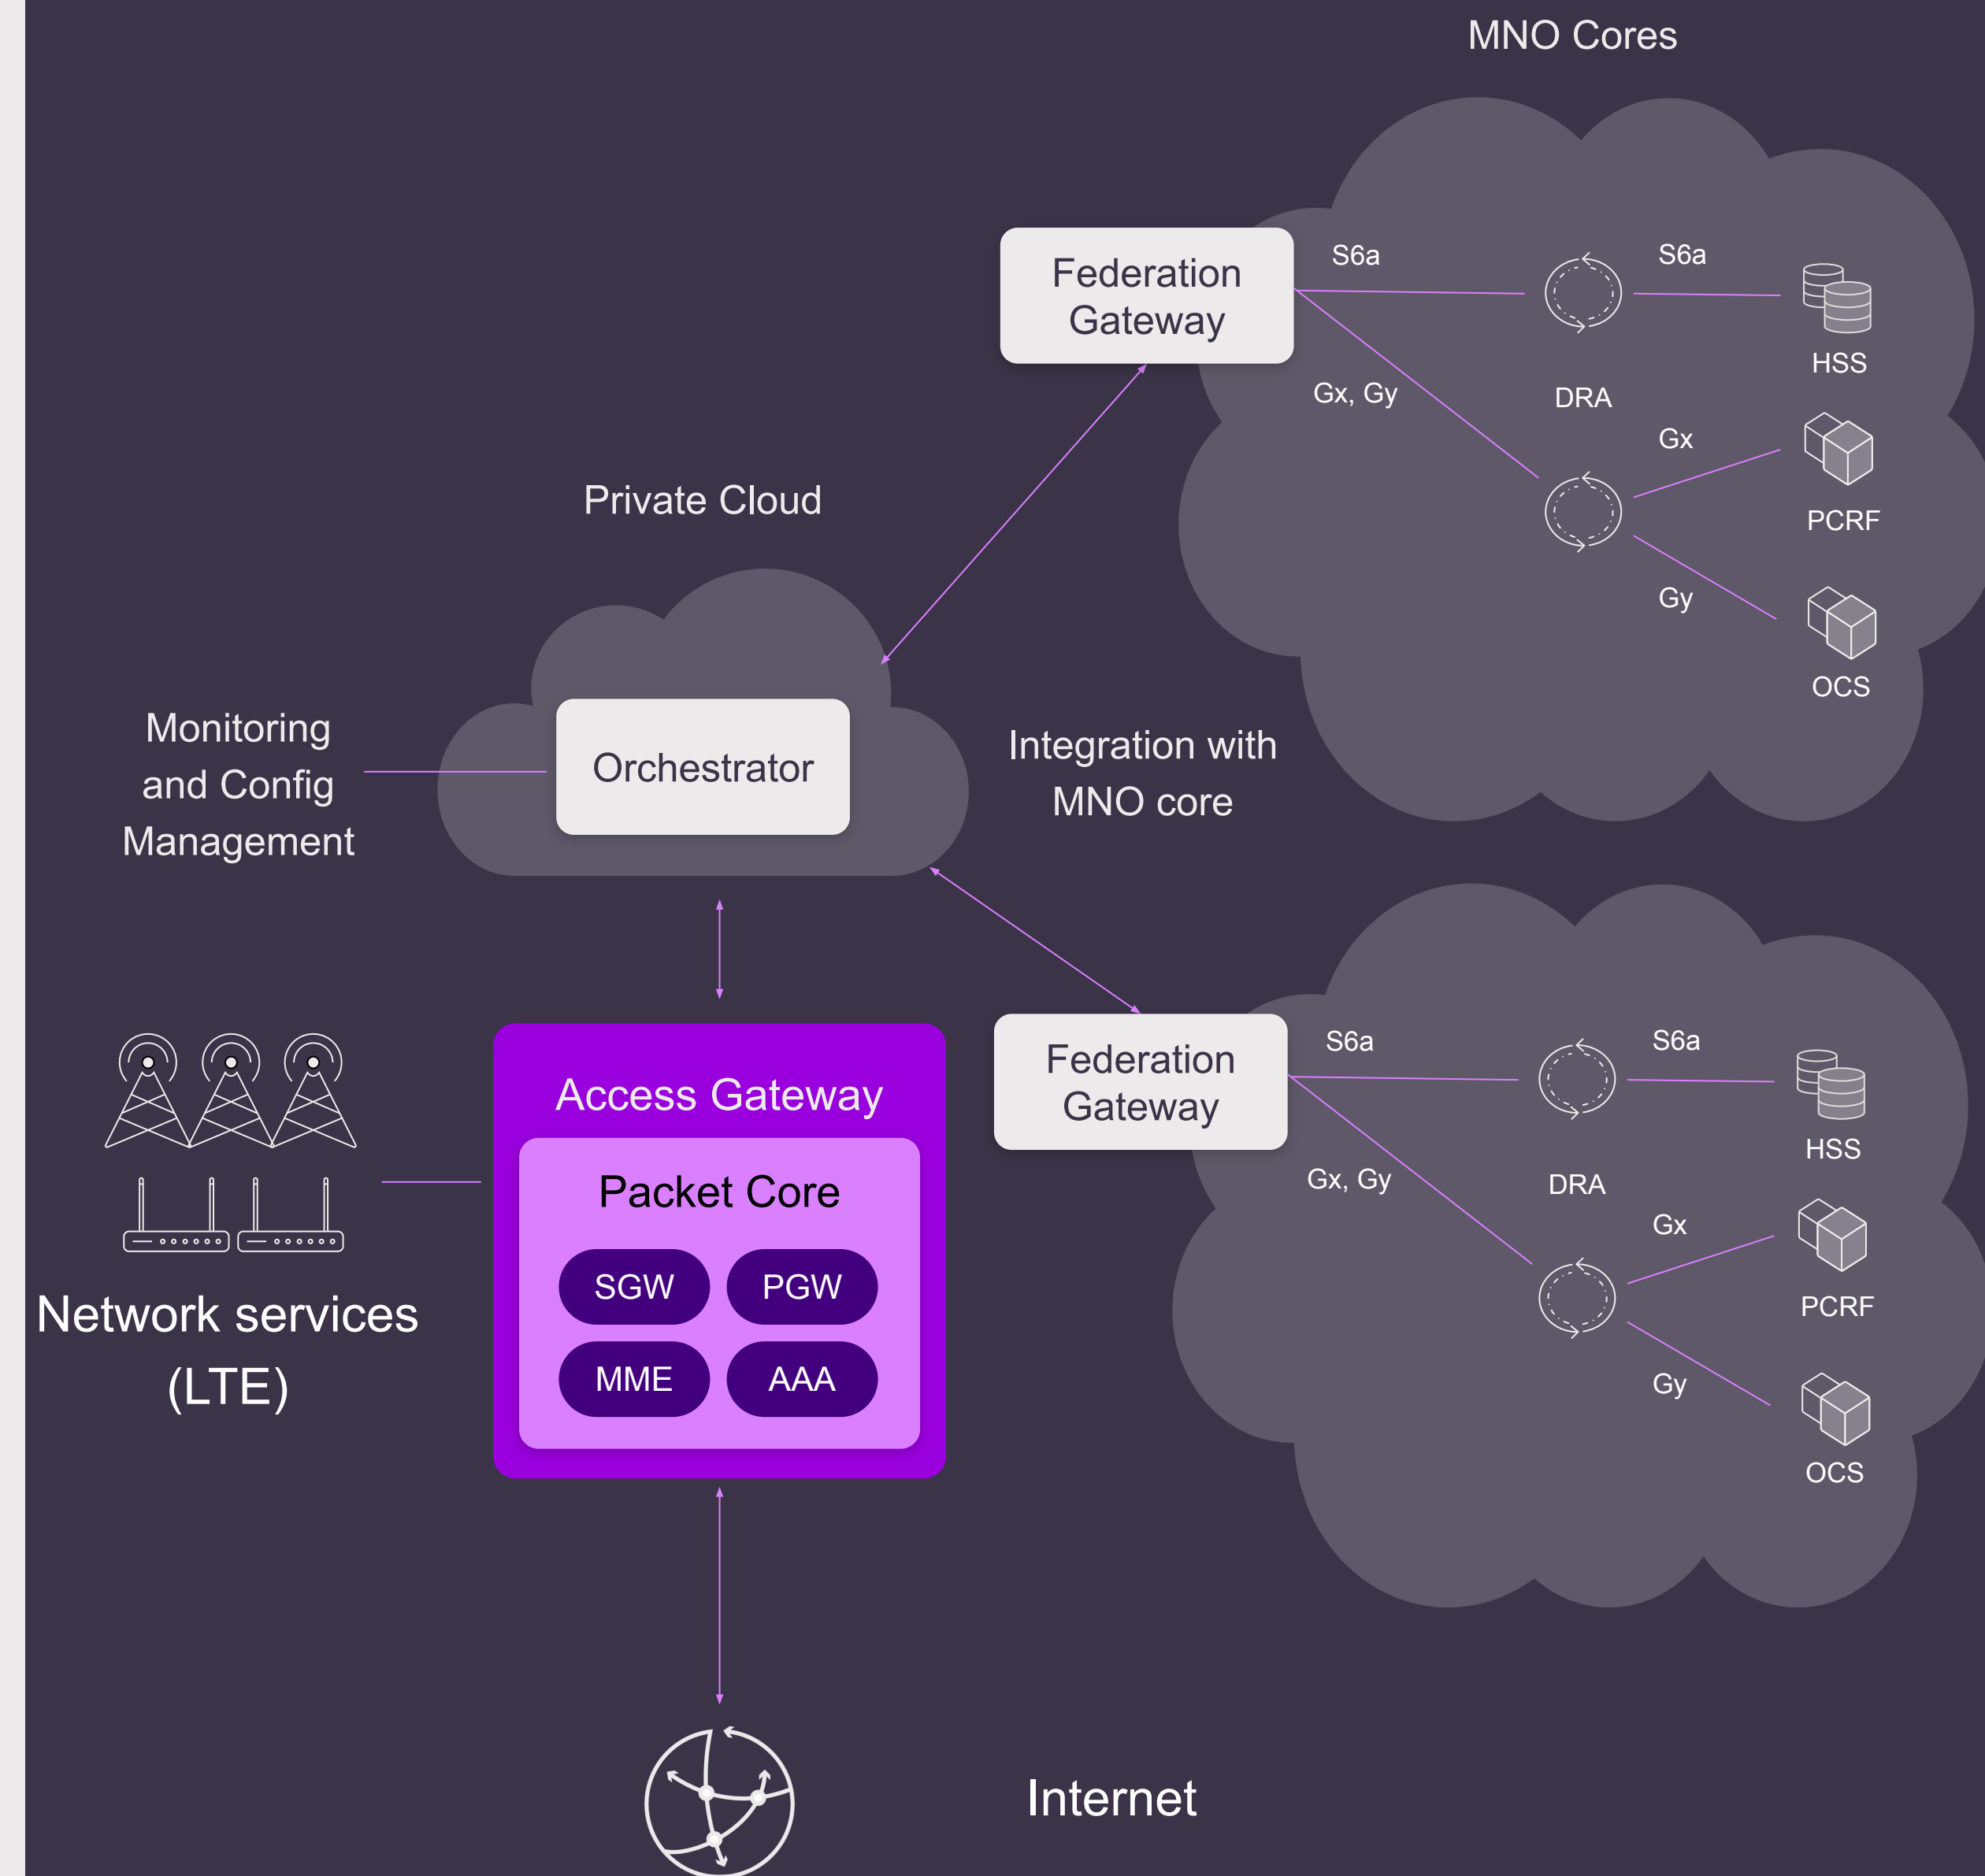 MNO Cores
Federation
Gateway
S6a
S6a
HSS
Gx, Gy
DRA
Gx
PCRF
Gy
OCS
Private Cloud
Orchestrator
Monitoring
and Config
Management
Integration with
MNO core
Federation
Gateway
S6a
S6a
HSS
Gx, Gy
DRA
Gx
PCRF
Gy
OCS
Access Gateway
Packet Core
SGW
PGW
MME
AAA
Network services
(LTE)
Internet